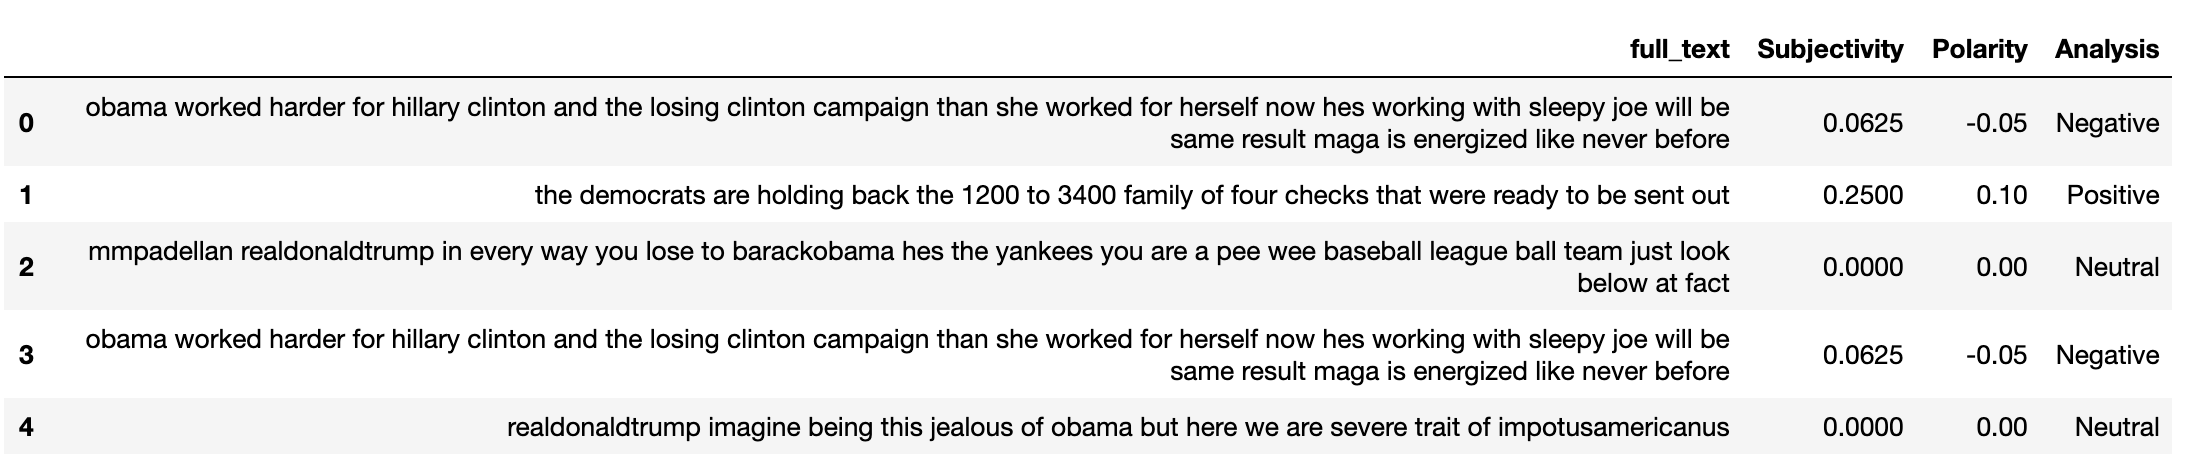 full_text Subjectivity Polarity Analysis
0 obama worked harder for hillary clinton and the losing clinton campaign than she worked for herself now hes working with sleepy joe will be 0.0625 -0.05 Negative
same result maga is energized like never before
1 the democrats are holding back the 1200 to 3400 family of four checks that were ready to be sent out 0.2500 0.10 Positive
2 mmpadellan realdonaldtrump in every way you lose to barackobama hes the yankees you are a pee wee baseball league ball team just look 0.0000 0.00 Neutral
below at fact
3 obama worked harder for hillary clinton and the losing clinton campaign than she worked for herself now hes working with sleepy joe will be 0.0625 -0.05 Negative
same result maga is energized like never before
4 realdonaldtrump imagine being this jealous of obama but here we are severe trait of impotusamericanus 0.0000 0.00 Neutral